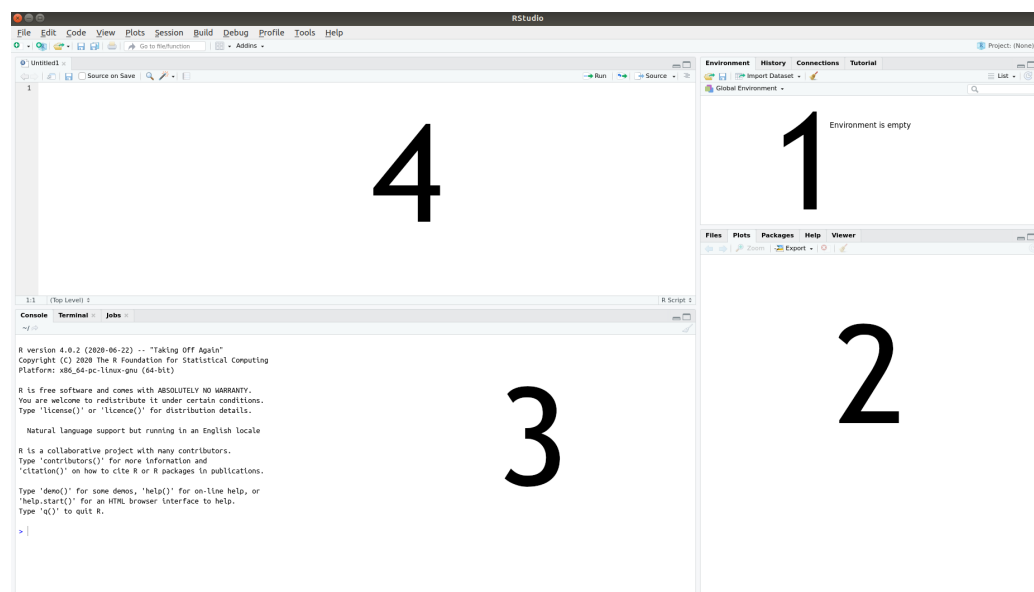 RStudio
File Edit Code View Plots Session Build Debug Profile Tools Help
Go to file/function Addins Project: (None)
Untitled1
Source on Save Run Source
1
4
1:1 (Top Level) R Script
Console Terminal Jobs
~/
R version 4.0.2 (2020-06-22) -- "Taking Off Again"
Copyright (C) 2020 The R Foundation for Statistical Computing
Platform: x86_64-pc-linux-gnu (64-bit)
R is free software and comes with ABSOLUTELY NO WARRANTY.
You are welcome to redistribute it under certain conditions.
Type 'license()' or 'licence()' for distribution details.
Natural language support but running in an English locale
R is a collaborative project with many contributors.
Type 'contributors()' for more information and
'citation()' on how to cite R or R packages in publications.
Type 'demo()' for some demos, 'help()' for on-line help, or
'help.start()' for an HTML browser interface to help.
Type 'q()' to quit R.
>
3
Environment History Connections Tutorial
Import Dataset List
Global Environment
Environment is empty
1
Files Plots Packages Help Viewer
Zoom Export
2